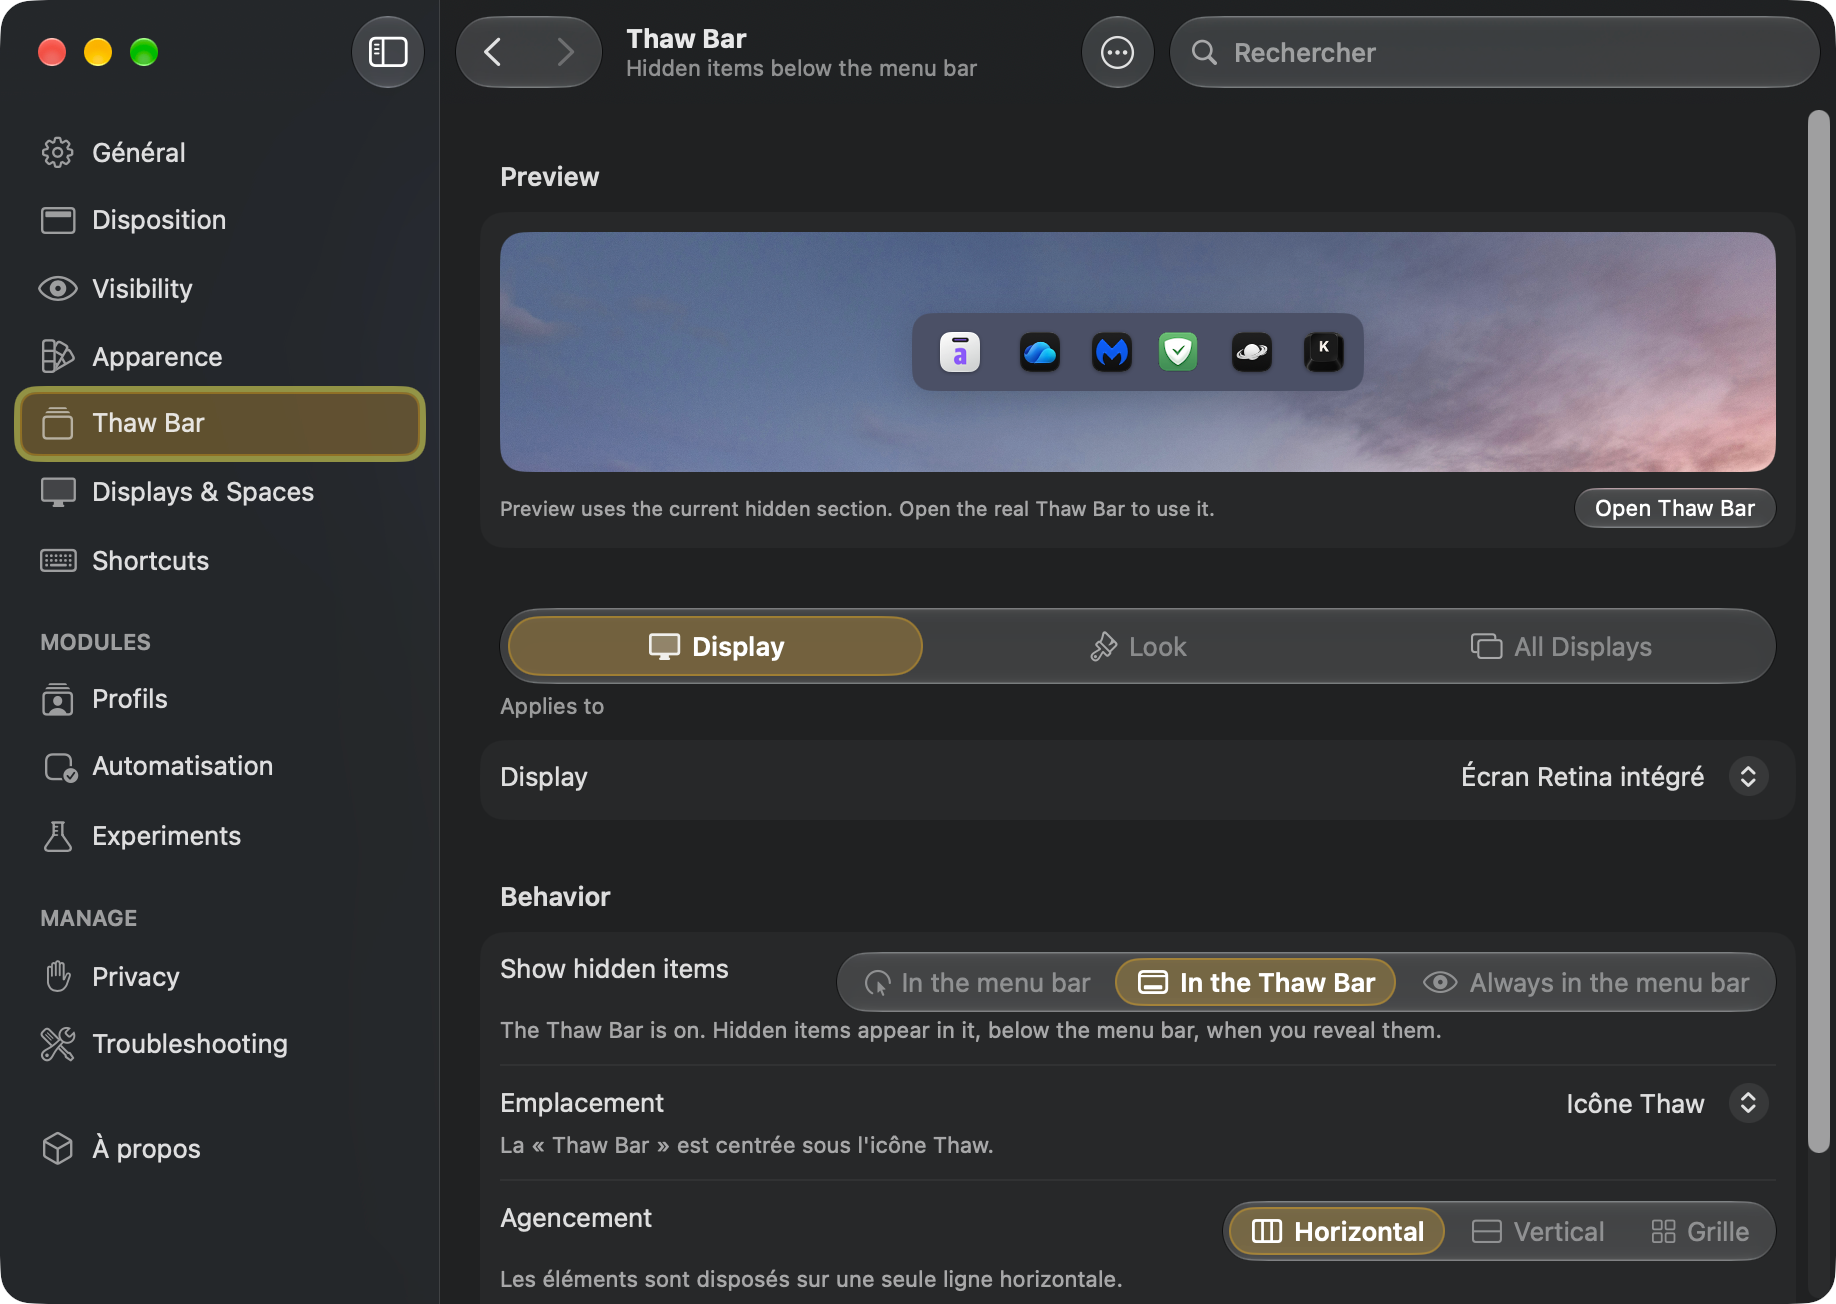 Thaw Bar
Hidden items below the menu bar
Rechercher
Général
Disposition
Visibility
Apparence
Thaw Bar
Displays & Spaces
Shortcuts
MODULES
Profils
Automatisation
Experiments
MANAGE
Privacy
Troubleshooting
À propos
Preview
a
K
Preview uses the current hidden section. Open the real Thaw Bar to use it.
Open Thaw Bar
Display
Look
All Displays
Applies to
Display
Écran Retina intégré
Behavior
Show hidden items
In the menu bar
In the Thaw Bar
Always in the menu bar
The Thaw Bar is on. Hidden items appear in it, below the menu bar, when you reveal them.
Emplacement
Icône Thaw
La « Thaw Bar » est centrée sous l'icône Thaw.
Agencement
Horizontal
Vertical
Grille
Les éléments sont disposés sur une seule ligne horizontale.